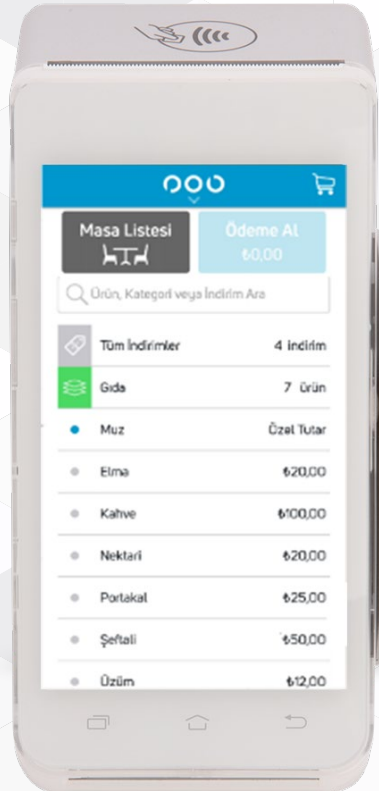 Masa Listesi
Ödeme Al
₺0,00
Ürün, Kategori veya İndirim Ara
Tüm İndirimler 4 indirim
Gıda 7 ürün
Muz Özel Tutar
Elma ₺20,00
Kahve ₺100,00
Nektari ₺20,00
Portakal ₺25,00
Şeftali ₺50,00
Üzüm ₺12,00